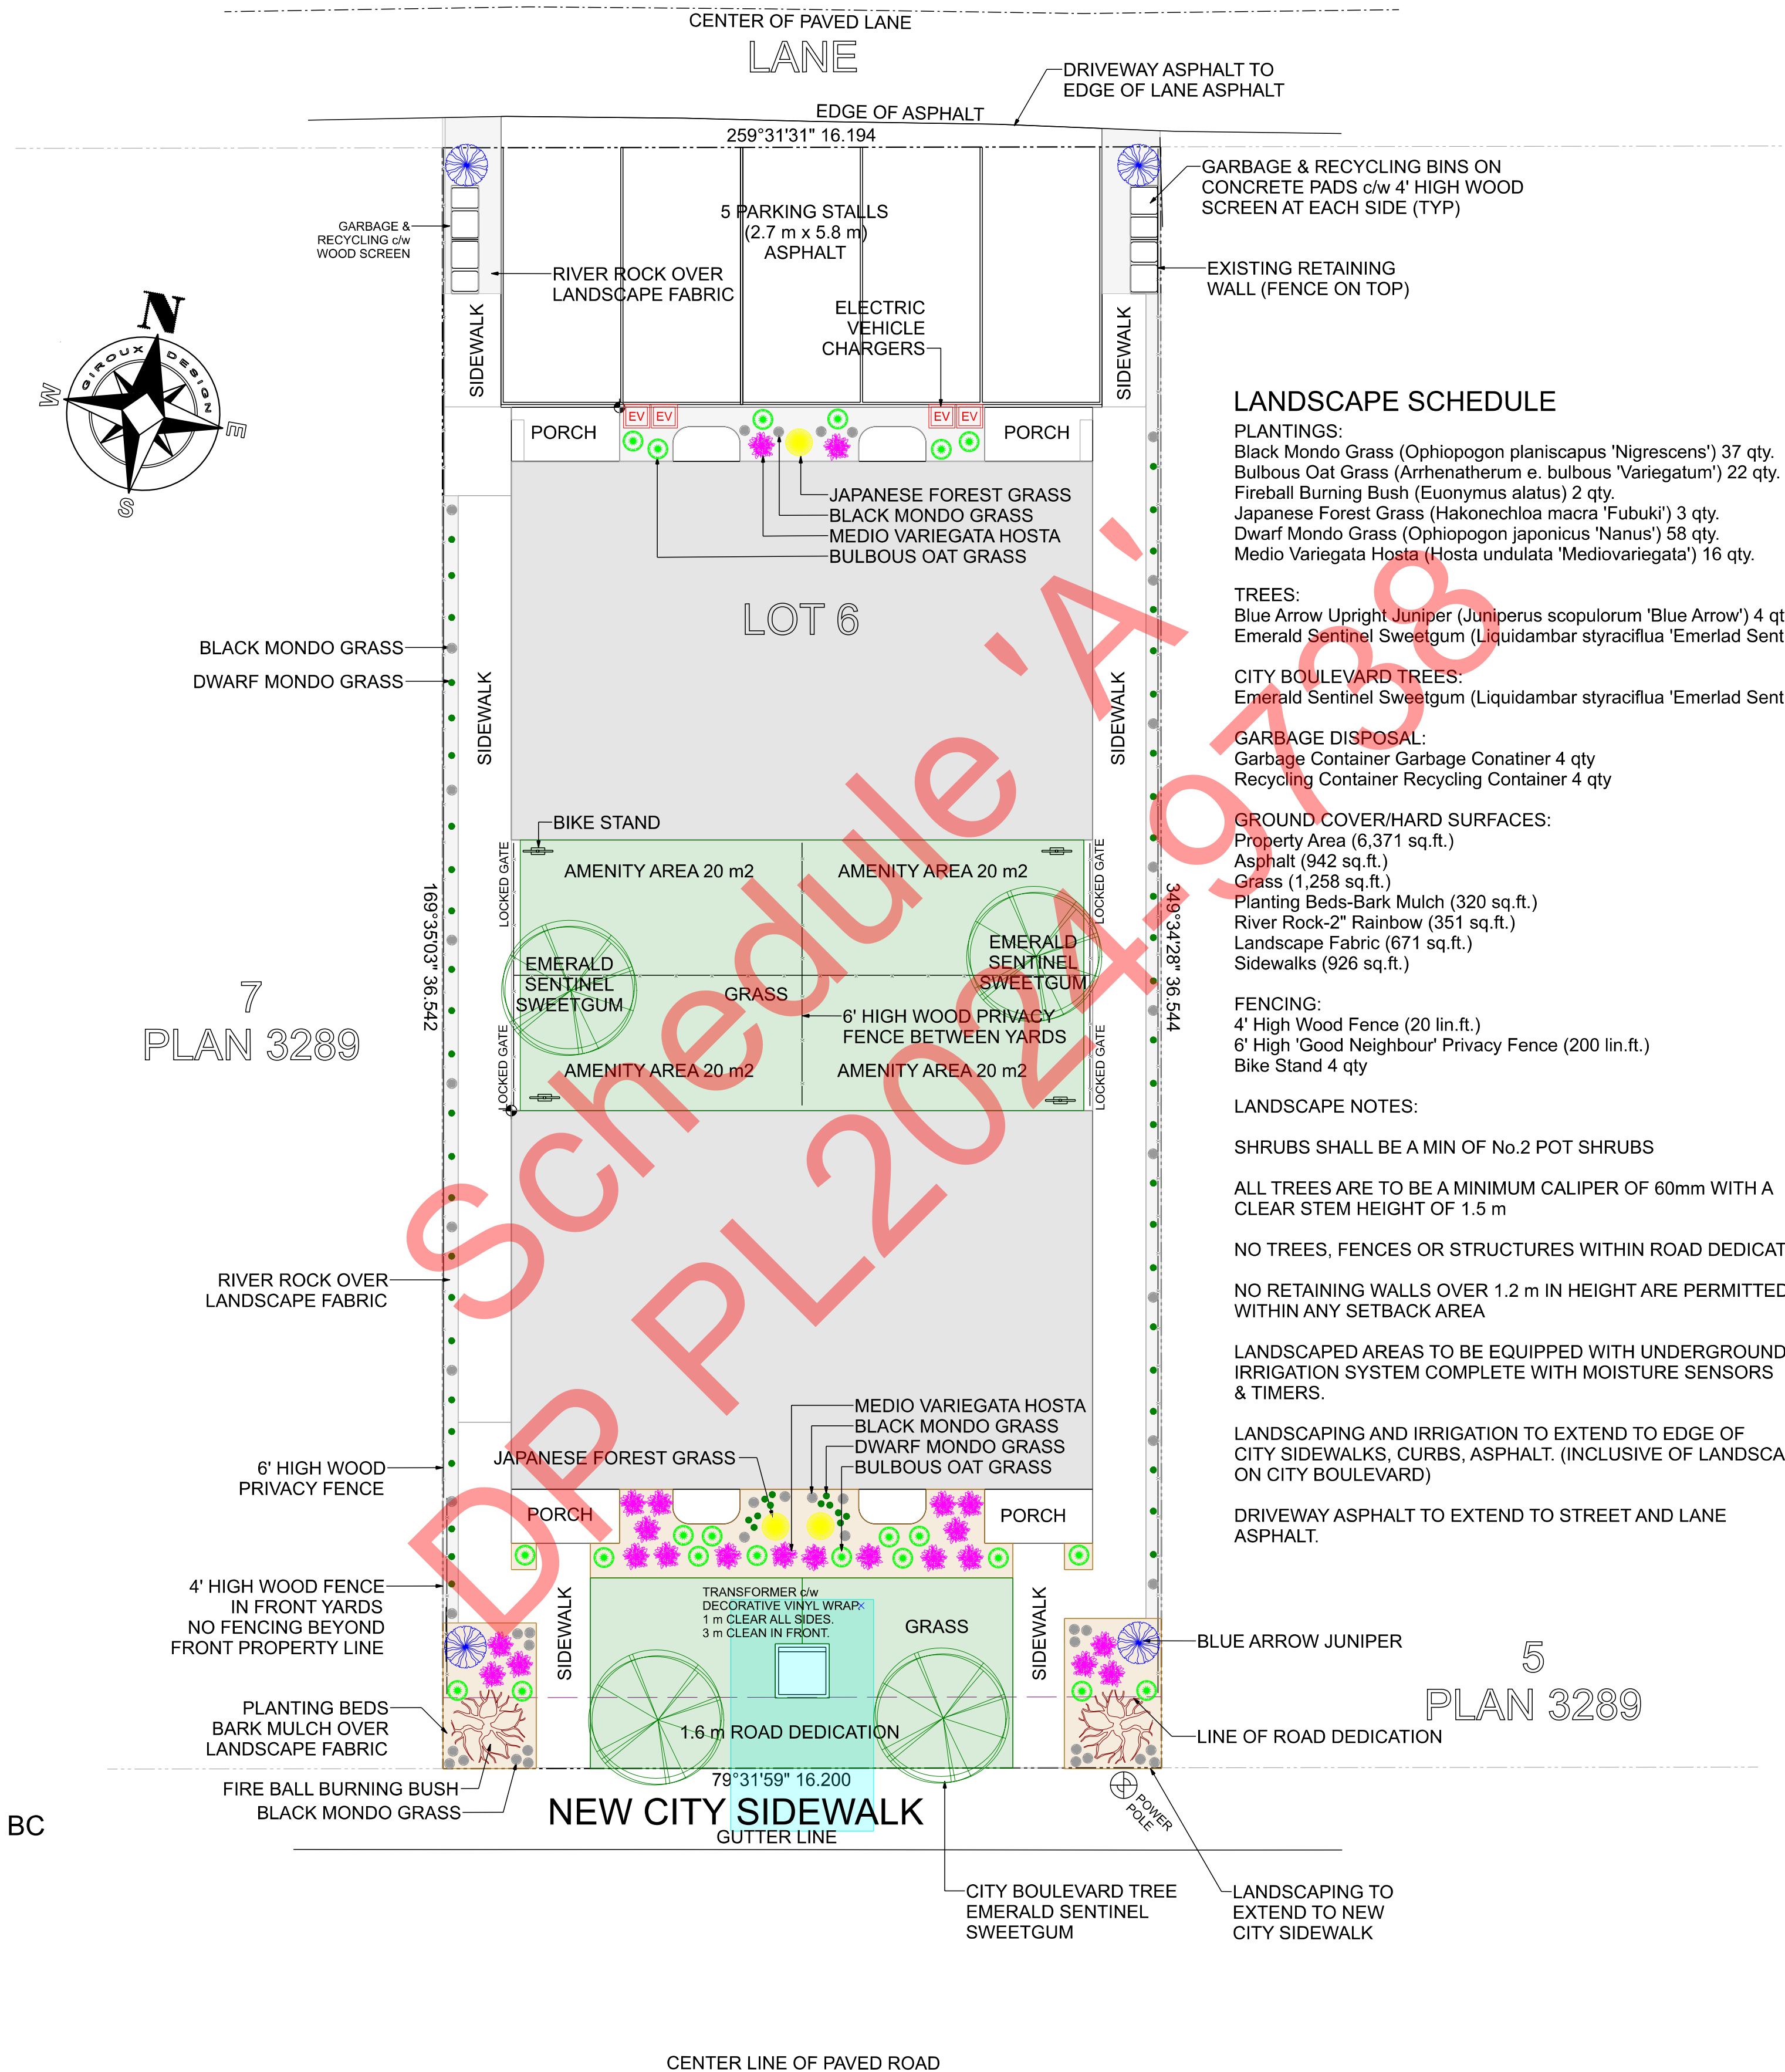 CENTER OF PAVED LANE
LANE
DRIVEWAY ASPHALT TO
EDGE OF LANE ASPHALT
EDGE OF ASPHALT
259°31'31" 16.194
GARBAGE & RECYCLING BINS ON
CONCRETE PADS c/w 4' HIGH WOOD
SCREEN AT EACH SIDE (TYP)
5 PARKING STALLS
(2.7 m x 5.8 m)
ASPHALT
GARBAGE &
RECYCLING c/w
WOOD SCREEN
RIVER ROCK OVER
LANDSCAPE FABRIC
EXISTING RETAINING
WALL (FENCE ON TOP)
ELECTRIC
VEHICLE
CHARGERS
SIDEWALK
SIDEWALK
N
GIROUX DESIGN
W
E
S
EV
EV
EV
EV
PORCH
PORCH
JAPANESE FOREST GRASS
BLACK MONDO GRASS
MEDIO VARIEGATA HOSTA
BULBOUS OAT GRASS
LOT 6
BLACK MONDO GRASS
DWARF MONDO GRASS
SIDEWALK
SIDEWALK
BIKE STAND
LOCKED GATE
LOCKED GATE
AMENITY AREA 20 m2
AMENITY AREA 20 m2
169°35'03" 36.542
349°34'28" 36.544
EMERALD
SENTINEL
SWEETGUM
EMERALD
SENTINEL
SWEETGUM
GRASS
6' HIGH WOOD PRIVACY
FENCE BETWEEN YARDS
LOCKED GATE
LOCKED GATE
AMENITY AREA 20 m2
AMENITY AREA 20 m2
7
PLAN 3289
RIVER ROCK OVER
LANDSCAPE FABRIC
6' HIGH WOOD
PRIVACY FENCE
MEDIO VARIEGATA HOSTA
BLACK MONDO GRASS
DWARF MONDO GRASS
BULBOUS OAT GRASS
JAPANESE FOREST GRASS
PORCH
PORCH
4' HIGH WOOD FENCE
IN FRONT YARDS
NO FENCING BEYOND
FRONT PROPERTY LINE
SIDEWALK
SIDEWALK
TRANSFORMER c/w
DECORATIVE VINYL WRAP.
1 m CLEAR ALL SIDES.
3 m CLEAN IN FRONT.
GRASS
BLUE ARROW JUNIPER
5
PLAN 3289
PLANTING BEDS
BARK MULCH OVER
LANDSCAPE FABRIC
1.6 m ROAD DEDICATION
LINE OF ROAD DEDICATION
FIRE BALL BURNING BUSH
BLACK MONDO GRASS
79°31'59" 16.200
NEW CITY SIDEWALK
GUTTER LINE
POWER
POLE
BC
CITY BOULEVARD TREE
EMERALD SENTINEL
SWEETGUM
LANDSCAPING TO
EXTEND TO NEW
CITY SIDEWALK
CENTER LINE OF PAVED ROAD
LANDSCAPE SCHEDULE
PLANTINGS:
Black Mondo Grass (Ophiopogon planiscapus 'Nigrescens') 37 qty.
Bulbous Oat Grass (Arrhenatherum e. bulbous 'Variegatum') 22 qty.
Fireball Burning Bush (Euonymus alatus) 2 qty.
Japanese Forest Grass (Hakonechloa macra 'Fubuki') 3 qty.
Dwarf Mondo Grass (Ophiopogon japonicus 'Nanus') 58 qty.
Medio Variegata Hosta (Hosta undulata 'Mediovariegata') 16 qty.
TREES:
Blue Arrow Upright Juniper (Juniperus scopulorum 'Blue Arrow') 4 qt
Emerald Sentinel Sweetgum (Liquidambar styraciflua 'Emerlad Sent
CITY BOULEVARD TREES:
Emerald Sentinel Sweetgum (Liquidambar styraciflua 'Emerlad Sent
GARBAGE DISPOSAL:
Garbage Container Garbage Conatiner 4 qty
Recycling Container Recycling Container 4 qty
GROUND COVER/HARD SURFACES:
Property Area (6,371 sq.ft.)
Asphalt (942 sq.ft.)
Grass (1,258 sq.ft.)
Planting Beds-Bark Mulch (320 sq.ft.)
River Rock-2" Rainbow (351 sq.ft.)
Landscape Fabric (671 sq.ft.)
Sidewalks (926 sq.ft.)
FENCING:
4' High Wood Fence (20 lin.ft.)
6' High 'Good Neighbour' Privacy Fence (200 lin.ft.)
Bike Stand 4 qty
LANDSCAPE NOTES:
SHRUBS SHALL BE A MIN OF No.2 POT SHRUBS
ALL TREES ARE TO BE A MINIMUM CALIPER OF 60mm WITH A
CLEAR STEM HEIGHT OF 1.5 m
NO TREES, FENCES OR STRUCTURES WITHIN ROAD DEDICAT
NO RETAINING WALLS OVER 1.2 m IN HEIGHT ARE PERMITTED
WITHIN ANY SETBACK AREA
LANDSCAPED AREAS TO BE EQUIPPED WITH UNDERGROUND
IRRIGATION SYSTEM COMPLETE WITH MOISTURE SENSORS
& TIMERS.
LANDSCAPING AND IRRIGATION TO EXTEND TO EDGE OF
CITY SIDEWALKS, CURBS, ASPHALT. (INCLUSIVE OF LANDSCA
ON CITY BOULEVARD)
DRIVEWAY ASPHALT TO EXTEND TO STREET AND LANE
ASPHALT.
Schedule 'A'
DP PL2024-9738